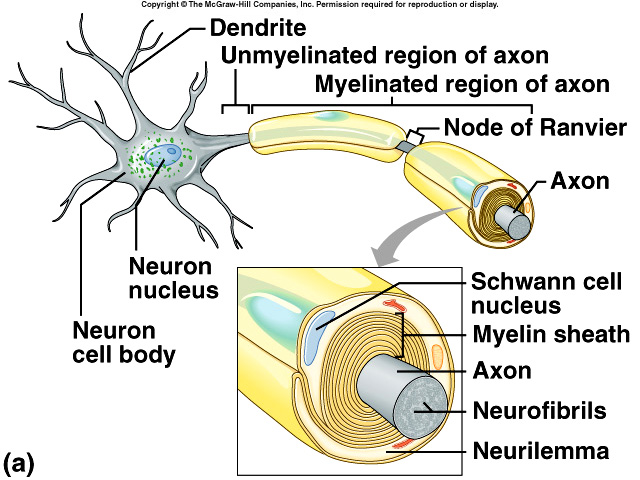 Copyright © The McGraw-Hill Companies, Inc. Permission required for reproduction or display.
Dendrite
Unmyelinated region of axon
Myelinated region of axon
Node of Ranvier
Axon
Neuron
nucleus
Neuron
cell body
Schwann cell
nucleus
Myelin sheath
Axon
Neurofibrils
Neurilemma
(a)